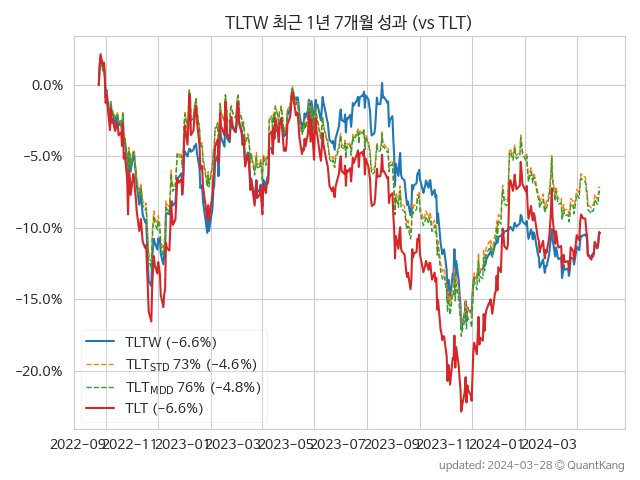 TLTW 최근 1년 7개월 성과 (vs TLT)
0.0%
−5.0%
−10.0%
−15.0%
−20.0%
TLTW (−6.6%)
TLT_STD 73% (−4.6%)
TLT_MDD 76% (−4.8%)
TLT (−6.6%)
2022-09 2022-11 2023-01 2023-03 2023-05 2023-07 2023-09 2023-11 2024-01 2024-03
updated: 2024-03-28 © QuantKang